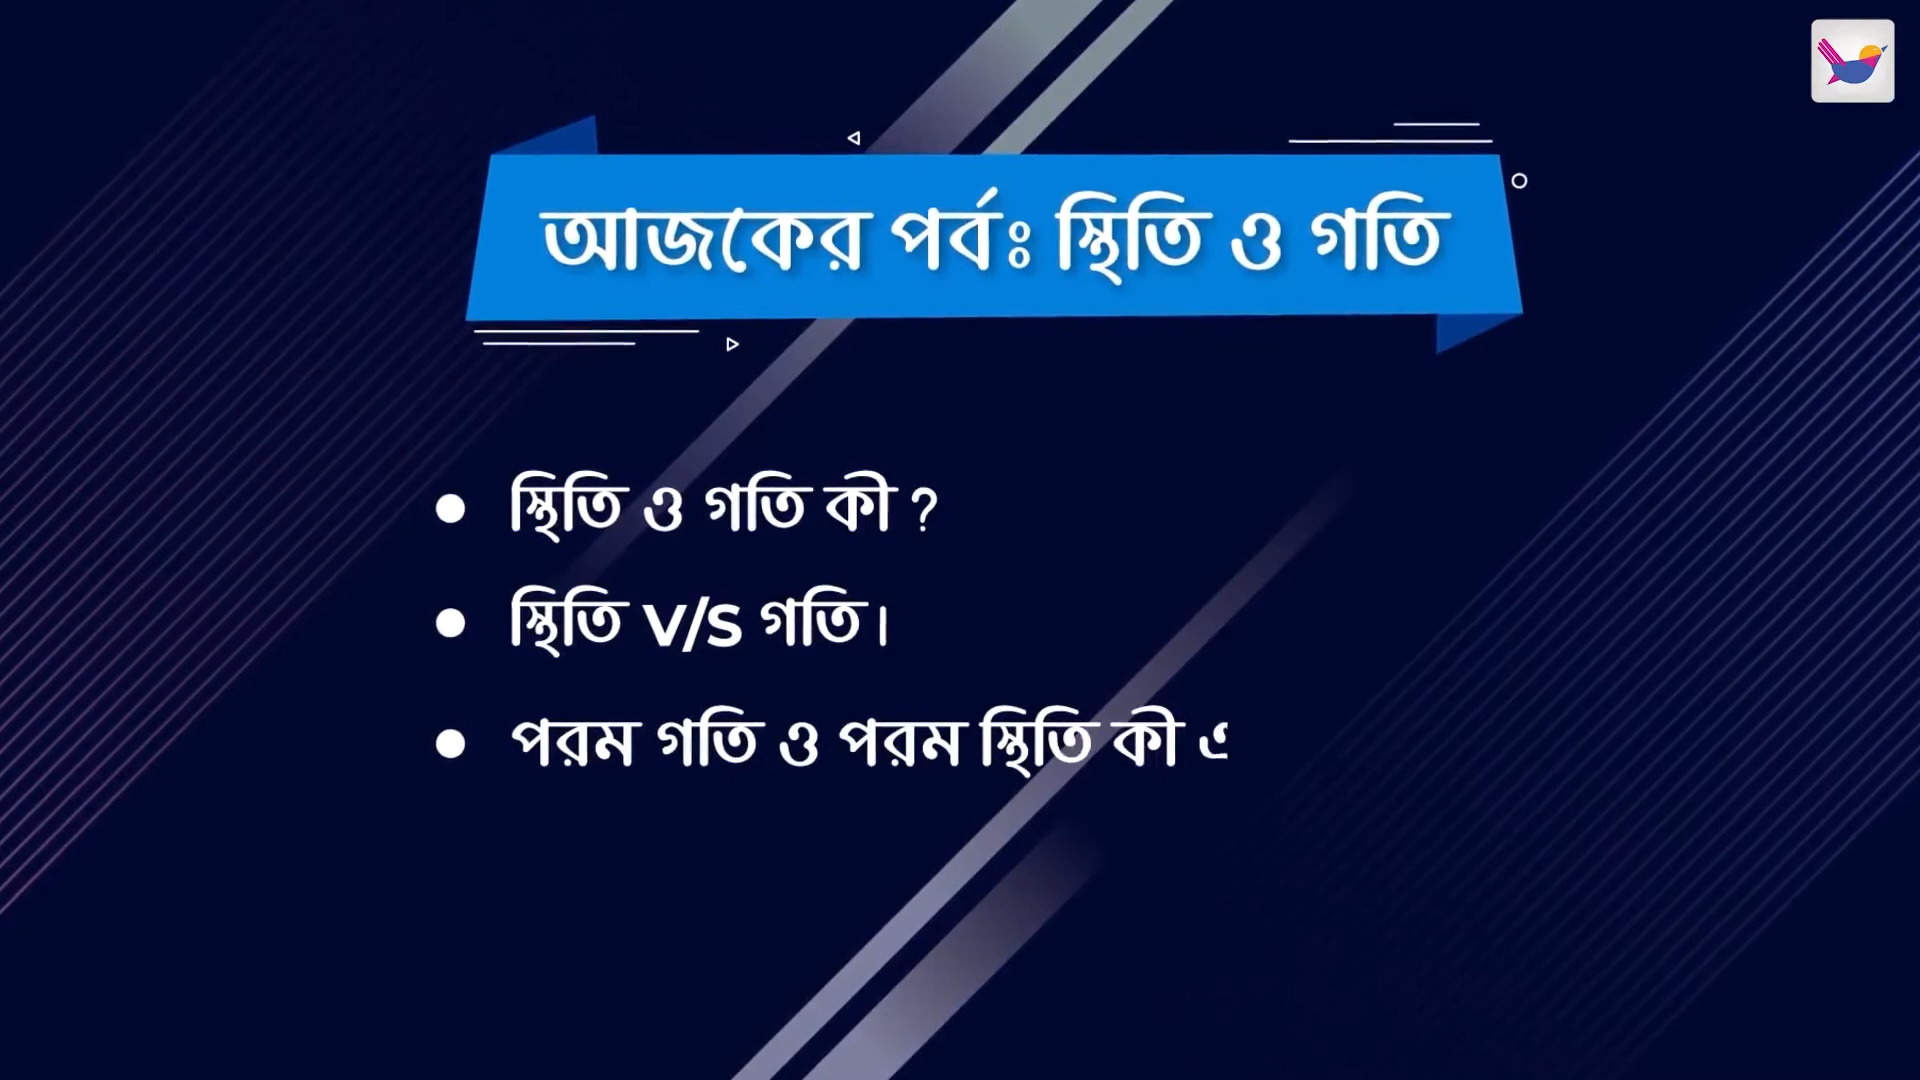 আজকের পর্বঃ স্থিতি ও গতি
স্থিতি ও গতি কী ?
স্থিতি V/S গতি।
পরম গতি ও পরম স্থিতি কী